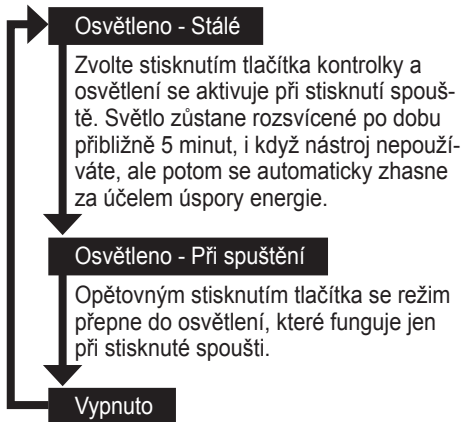 Osvětleno - Stálé
Zvolte stisknutím tlačítka kontrolky a
osvětlení se aktivuje při stisknutí spouš-
tě. Světlo zůstane rozsvícené po dobu
přibližně 5 minut, i když nástroj nepouží-
váte, ale potom se automaticky zhasne
za účelem úspory energie.
Osvětleno - Při spuštění
Opětovným stisknutím tlačítka se režim
přepne do osvětlení, které funguje jen
při stisknuté spoušti.
Vypnuto